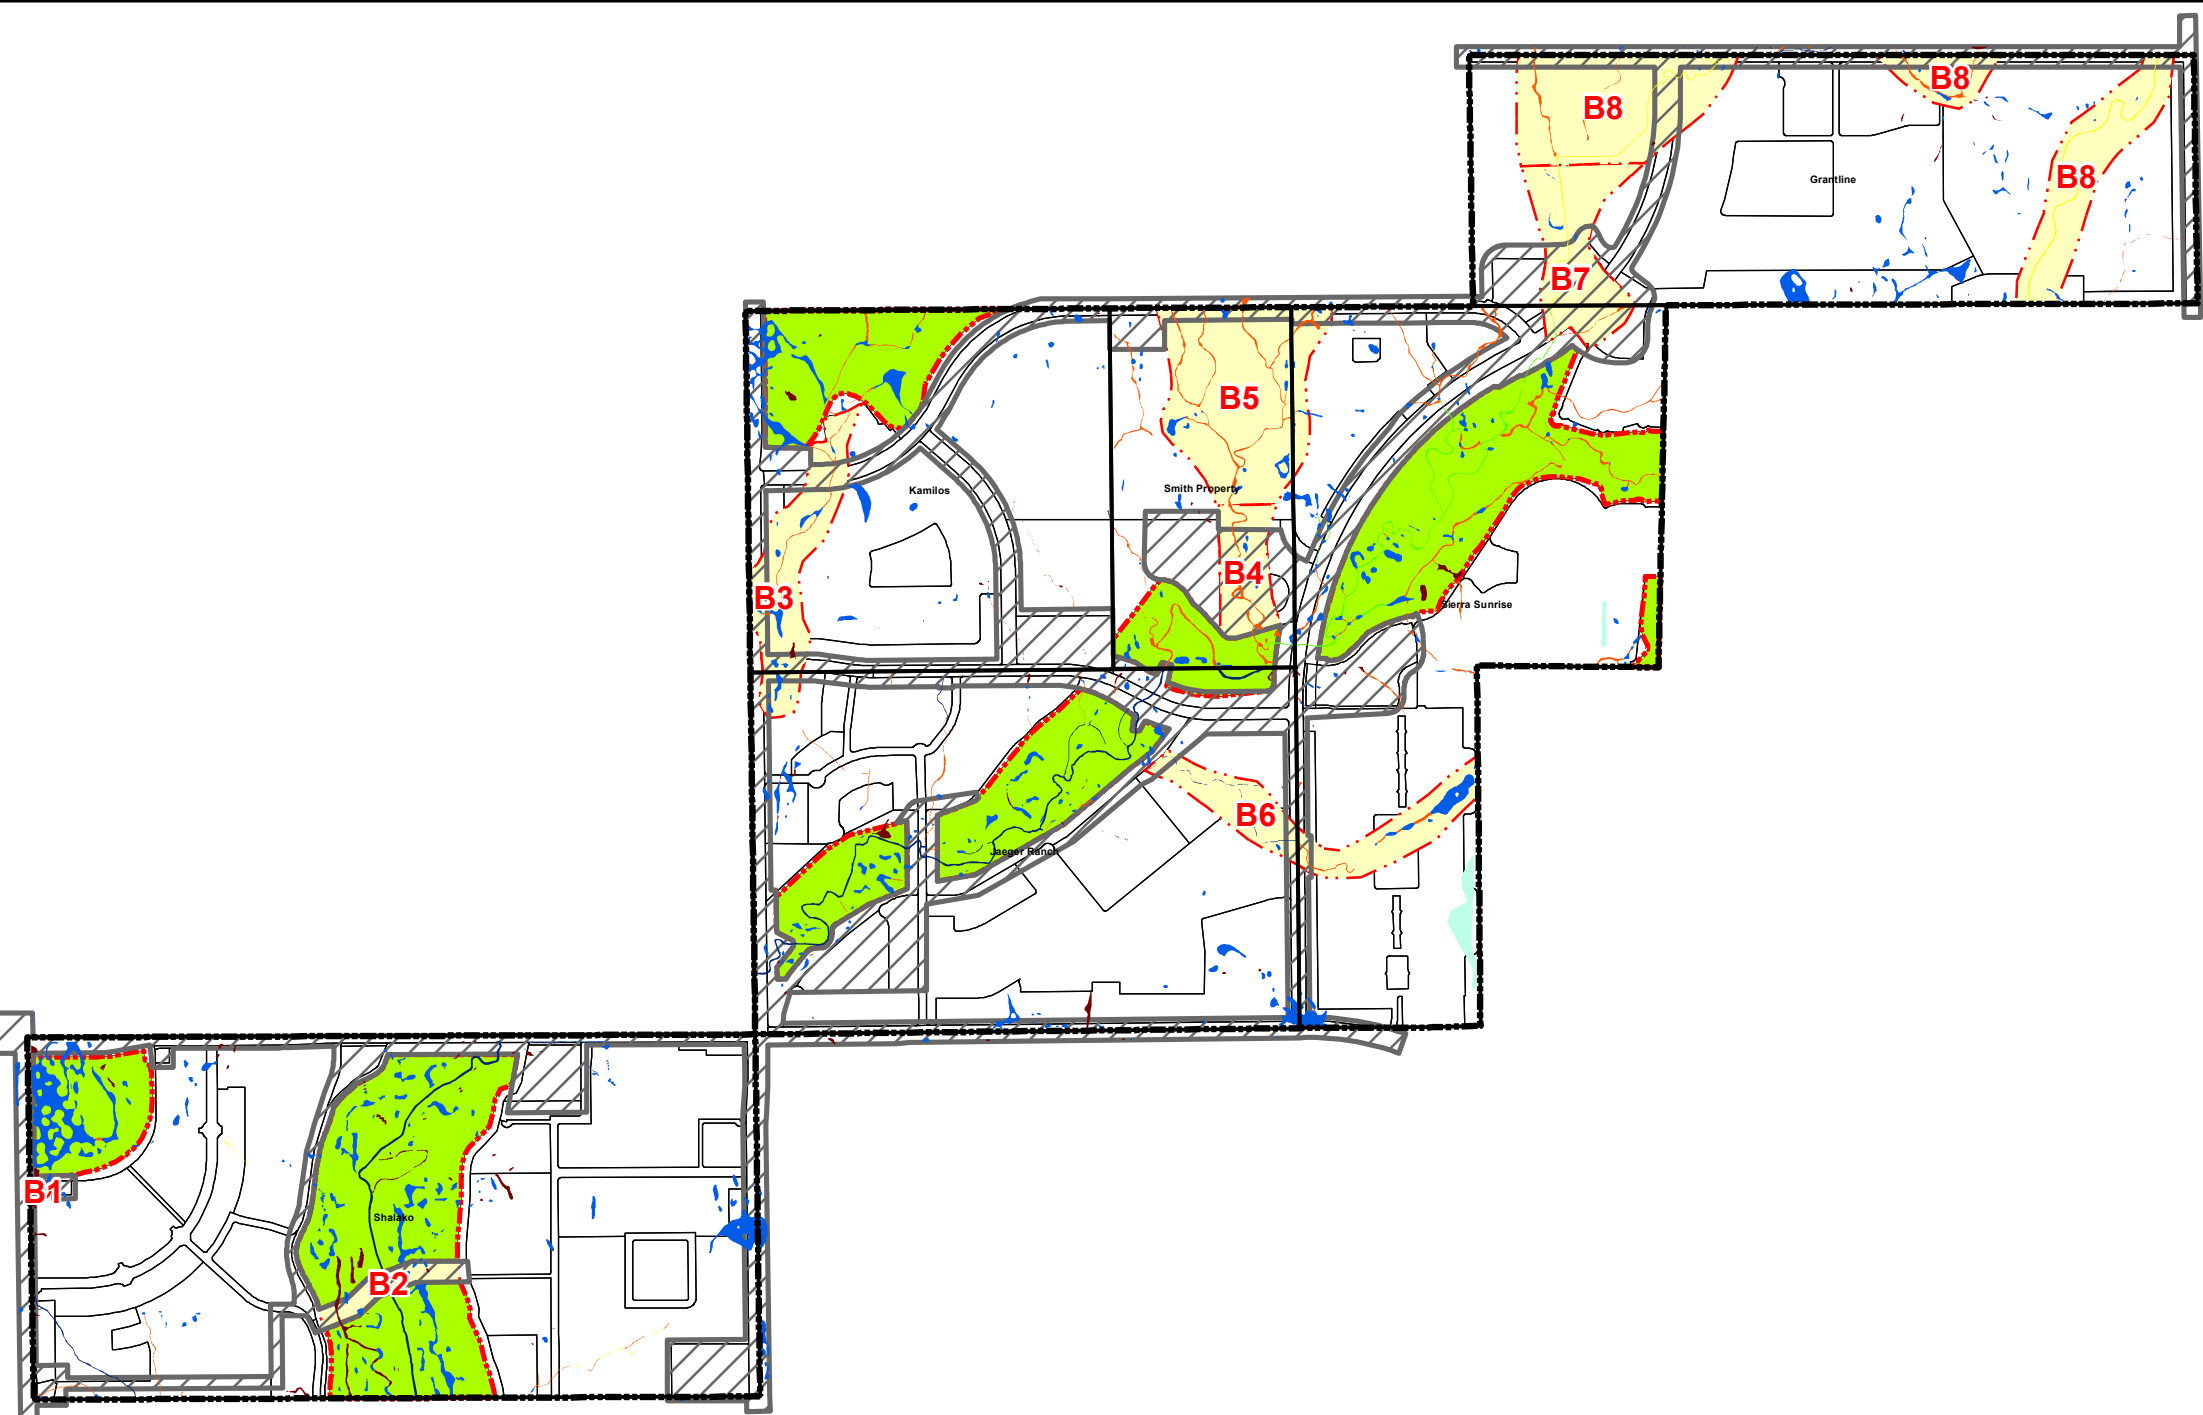 B8
B8
B8
Grantline
B7
B5
Kamilos
Smith Property
B4
B3
Sierra Sunrise
B6
Jaeger Ranch
B1
Shalako
B2